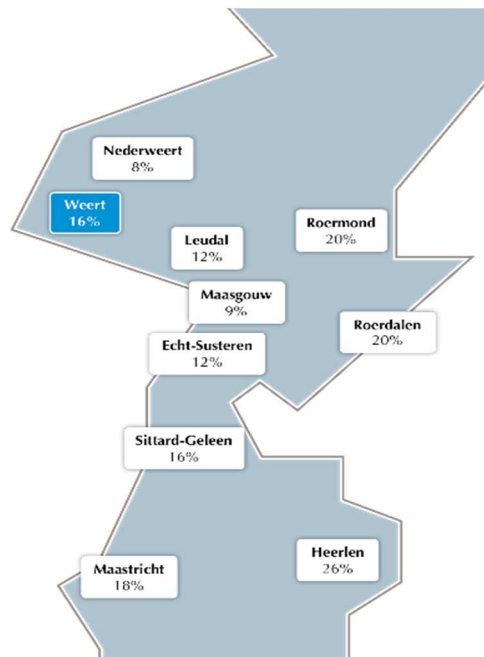 Nederweert
8%
Weert
16%
Roermond
20%
Leudal
12%
Maasgouw
9%
Roerdalen
20%
Echt-Susteren
12%
Sittard-Geleen
16%
Heerlen
26%
Maastricht
18%